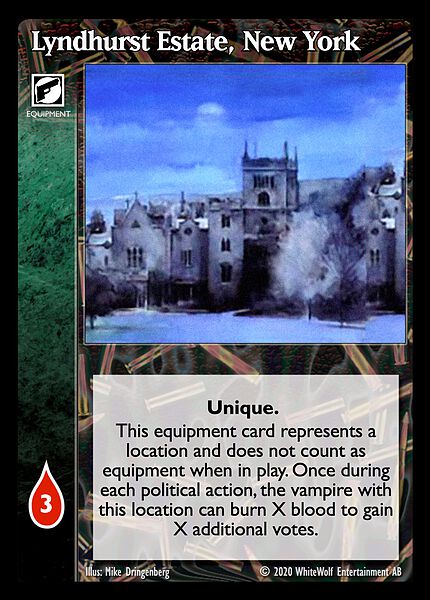 Lyndhurst Estate, New York
EQUIPMENT
Unique.
This equipment card represents a
location and does not count as
equipment when in play. Once during
each political action, the vampire with
this location can burn X blood to gain
X additional votes.
3
Illus: Mike Dringenberg
© 2020 WhiteWolf Entertainment AB